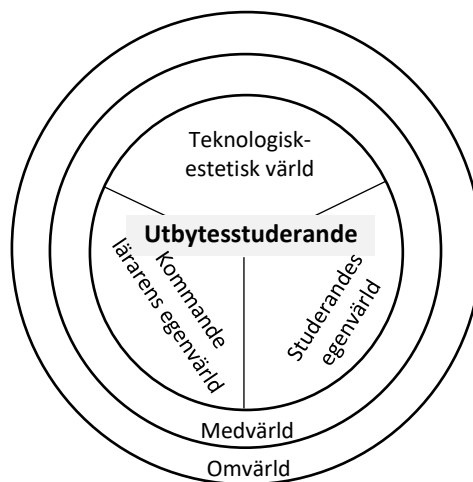 Teknologisk-
estetisk värld
Utbytesstuderande
Kommande
lärarens egenvärld
Studerandes
egenvärld
Medvärld
Omvärld